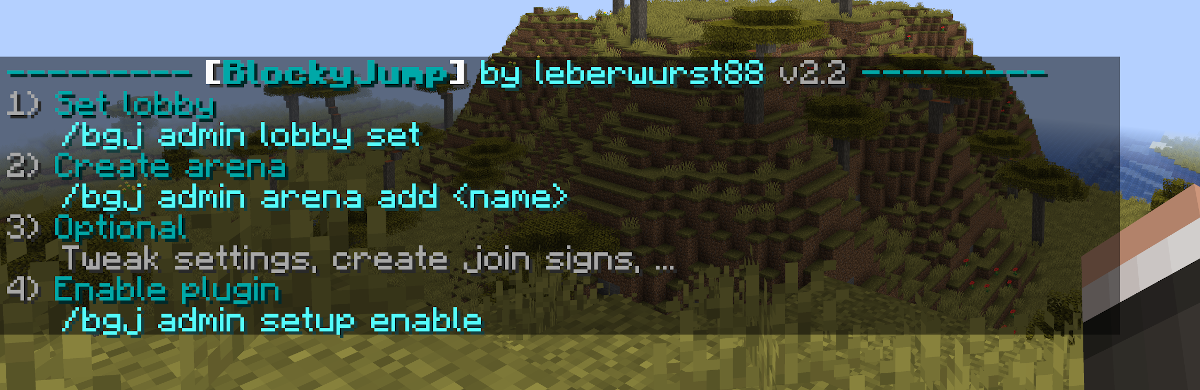 --------- [BlockyJump] by leberwurst88 v2.2 ---------
1) Set lobby
/bgj admin lobby set
2) Create arena
/bgj admin arena add <name>
3) Optional
Tweak settings, create join signs, ...
4) Enable plugin
/bgj admin setup enable